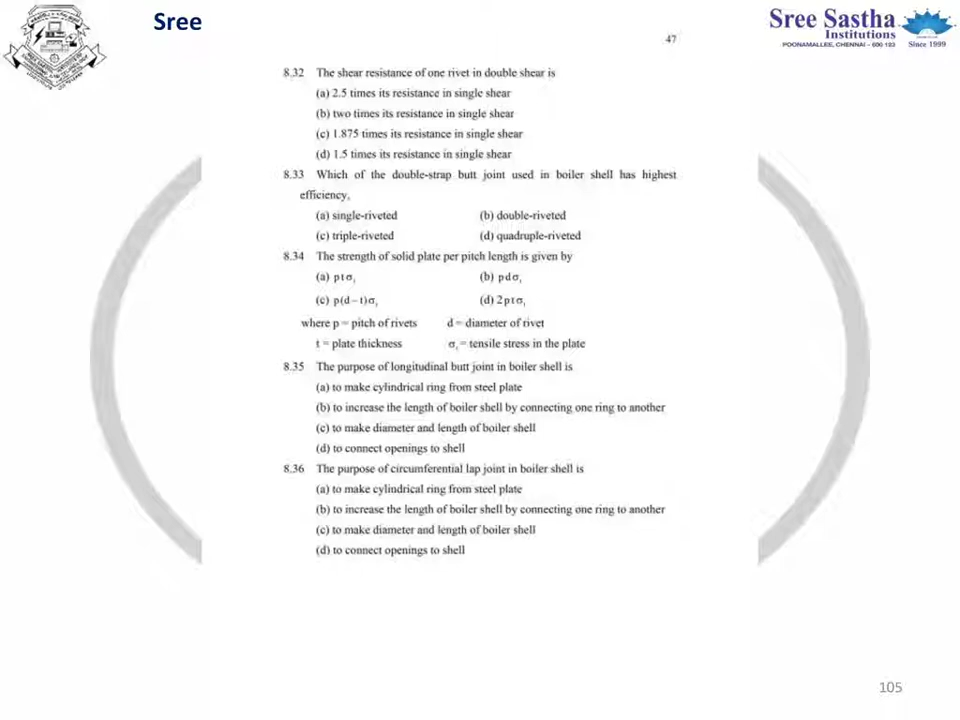 Sree
Sree Sastha
Institutions
POONAMALLEE, CHENNAI - 600 123
Since 1999
47
8.32 The shear resistance of one rivet in double shear is
(a) 2.5 times its resistance in single shear
(b) two times its resistance in single shear
(c) 1.875 times its resistance in single shear
(d) 1.5 times its resistance in single shear
8.33 Which of the double-strap butt joint used in boiler shell has highest
efficiency,
(a) single-riveted (b) double-riveted
(c) triple-riveted (d) quadruple-riveted
8.34 The strength of solid plate per pitch length is given by
(a) p t σt (b) p d σt
(c) p(d – t)σt (d) 2 p t σt
where p = pitch of rivets d = diameter of rivet
t = plate thickness σt = tensile stress in the plate
8.35 The purpose of longitudinal butt joint in boiler shell is
(a) to make cylindrical ring from steel plate
(b) to increase the length of boiler shell by connecting one ring to another
(c) to make diameter and length of boiler shell
(d) to connect openings to shell
8.36 The purpose of circumferential lap joint in boiler shell is
(a) to make cylindrical ring from steel plate
(b) to increase the length of boiler shell by connecting one ring to another
(c) to make diameter and length of boiler shell
(d) to connect openings to shell
105